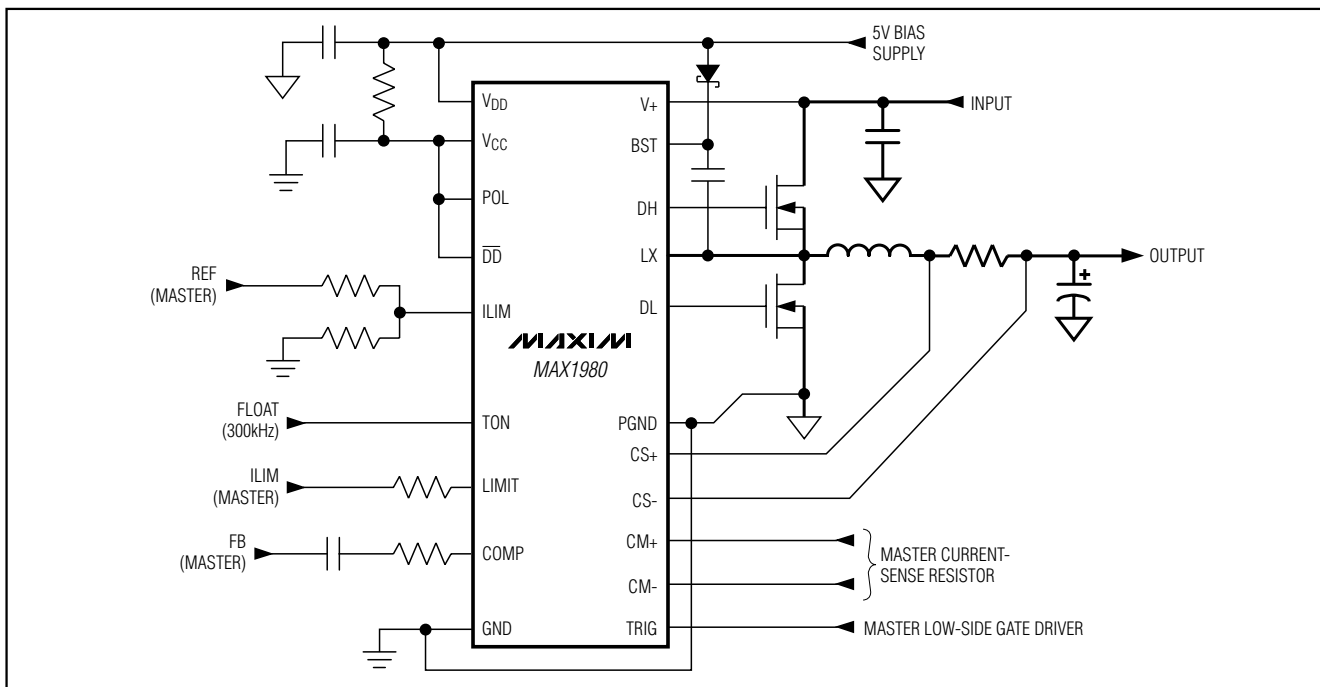 5V BIAS
SUPPLY
VDD
V+
INPUT
VCC
BST
POL
DH
DD
LX
OUTPUT
REF
(MASTER)
ILIM
DL
+
MAXIM
MAX1980
FLOAT
(300kHz)
TON
PGND
CS+
ILIM
(MASTER)
LIMIT
CS-
FB
(MASTER)
COMP
CM+
MASTER CURRENT-
SENSE RESISTOR
CM-
GND
TRIG
MASTER LOW-SIDE GATE DRIVER